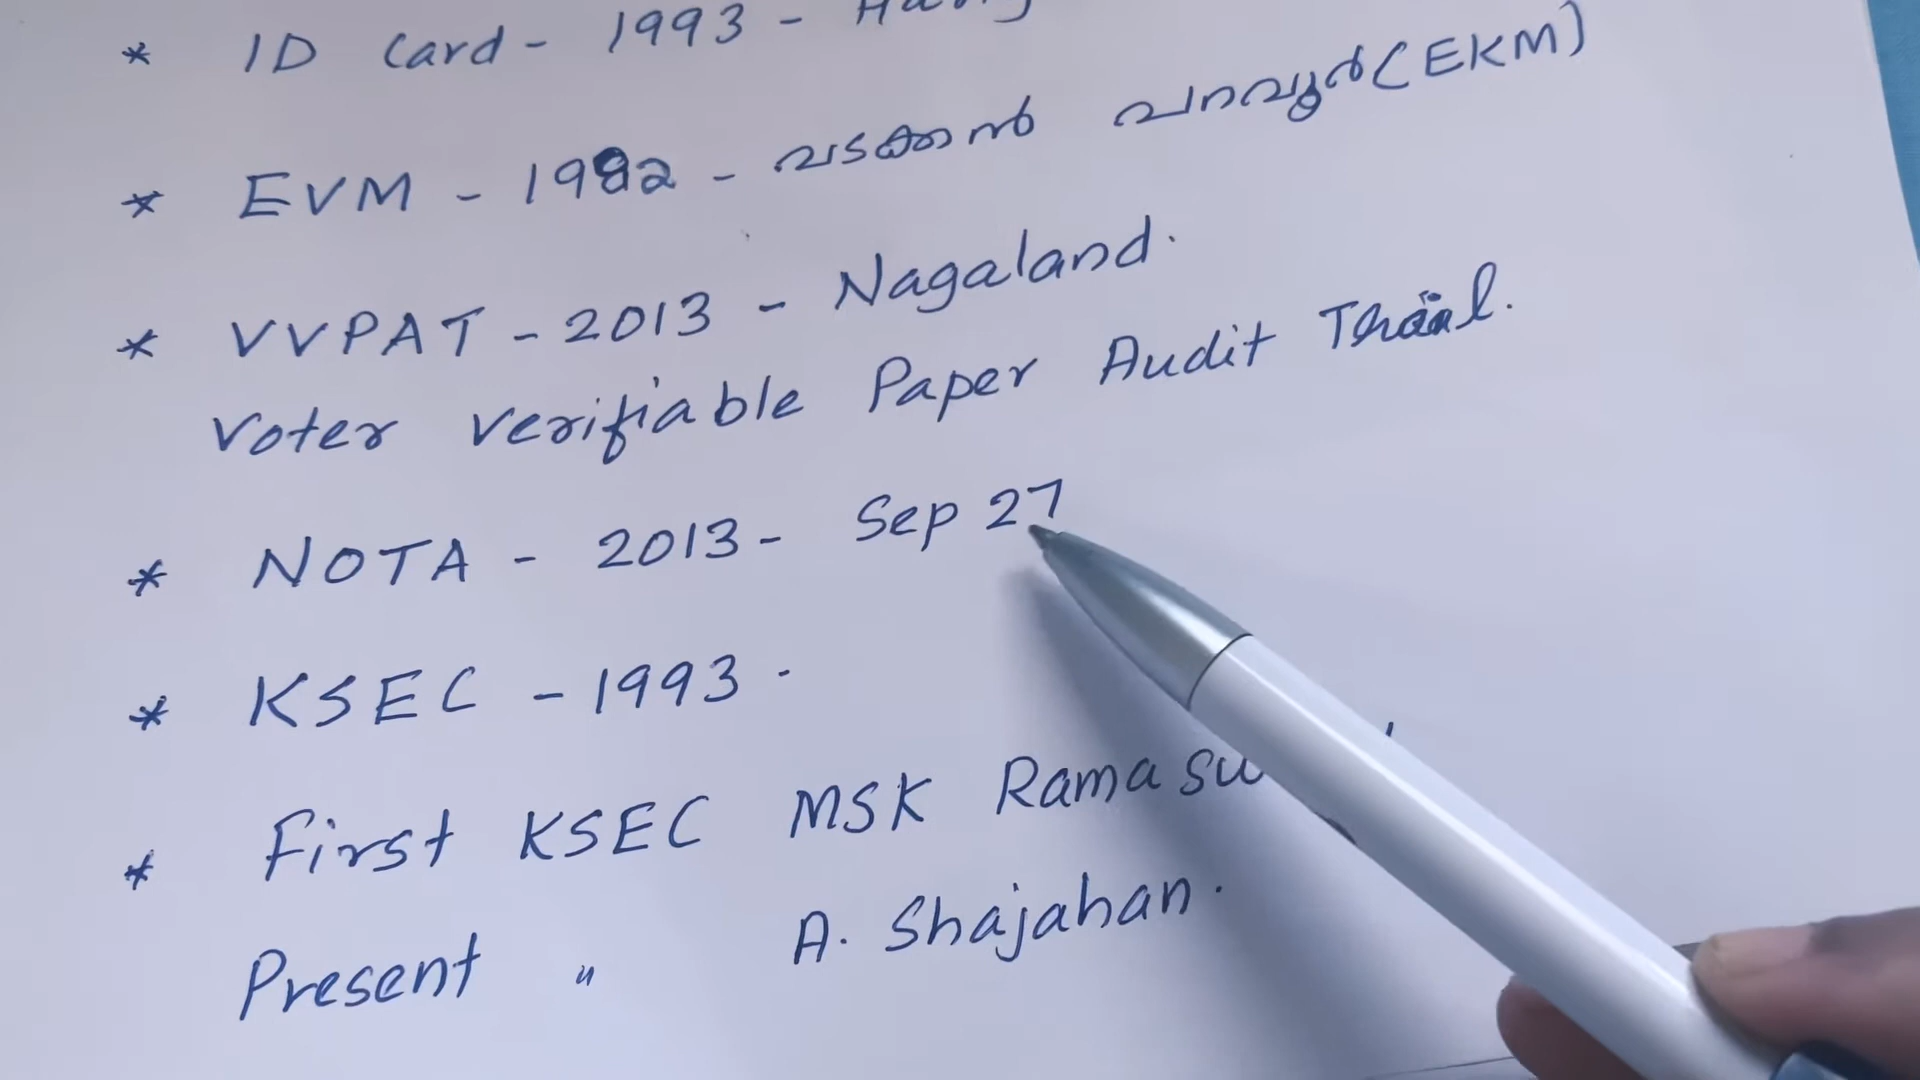 * ID Card - 1993 -
* EVM - 1982 - വടക്കൻ പറവൂർ (EKM)
* VVPAT - 2013 - Nagaland.
Voter Verifiable Paper Audit Traail.
* NOTA - 2013 - Sep 27
* KSEC - 1993 -
* First KSEC MSK Rama
Present " A. Shajahan.